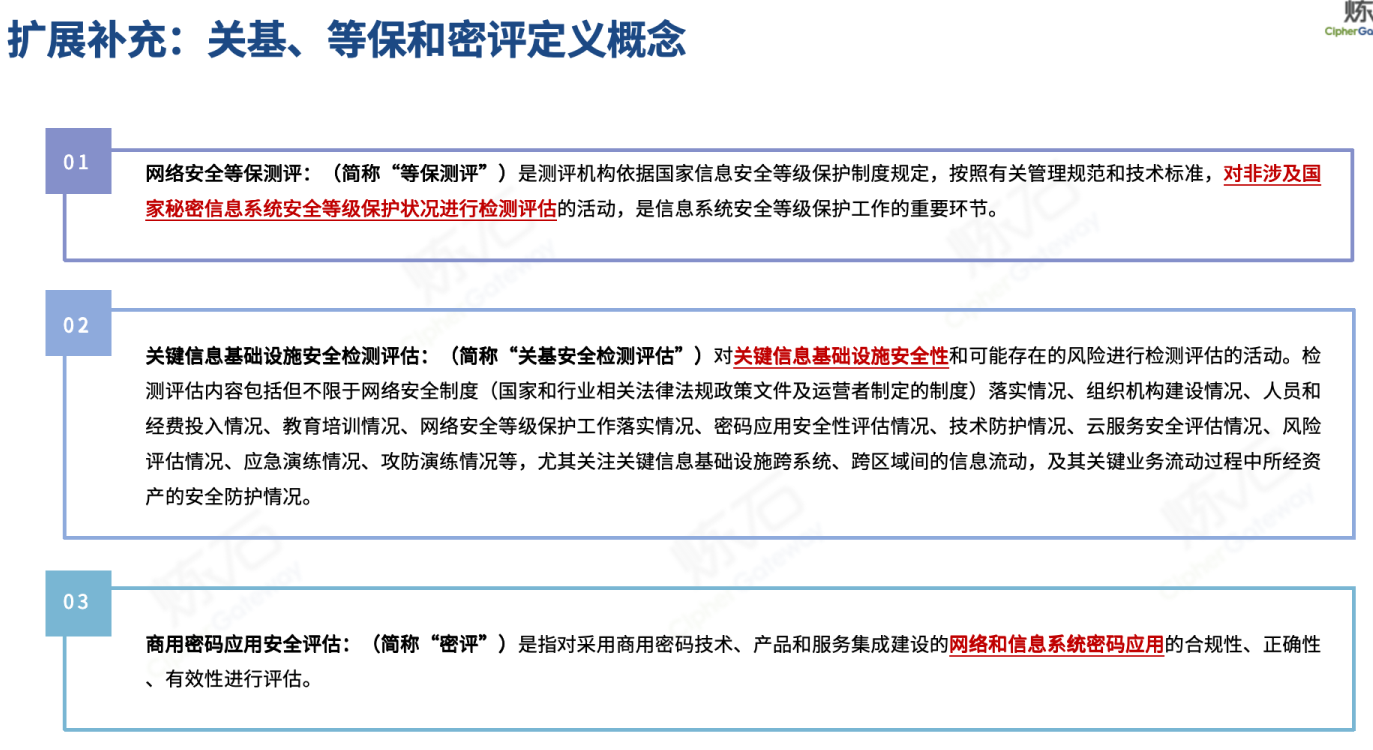 扩展补充：关基、等保和密评定义概念
炼
CipherGa
01
网络安全等保测评：（简称“等保测评”）是测评机构依据国家信息安全等级保护制度规定，按照有关管理规范和技术标准，对非涉及国
家秘密信息系统安全等级保护状况进行检测评估的活动，是信息系统安全等级保护工作的重要环节。
02
关键信息基础设施安全检测评估：（简称“关基安全检测评估”）对关键信息基础设施安全性和可能存在的风险进行检测评估的活动。检
测评估内容包括但不限于网络安全制度（国家和行业相关法律法规政策文件及运营者制定的制度）落实情况、组织机构建设情况、人员和
经费投入情况、教育培训情况、网络安全等级保护工作落实情况、密码应用安全性评估情况、技术防护情况、云服务安全评估情况、风险
评估情况、应急演练情况、攻防演练情况等，尤其关注关键信息基础设施跨系统、跨区域间的信息流动，及其关键业务流动过程中所经资
产的安全防护情况。
03
商用密码应用安全评估：（简称“密评”）是指对采用商用密码技术、产品和服务集成建设的网络和信息系统密码应用的合规性、正确性
、有效性进行评估。
炼石
CipherGateway
炼石
CipherGateway
炼石
CipherGateway
炼石
CipherGateway
炼石
CipherGateway